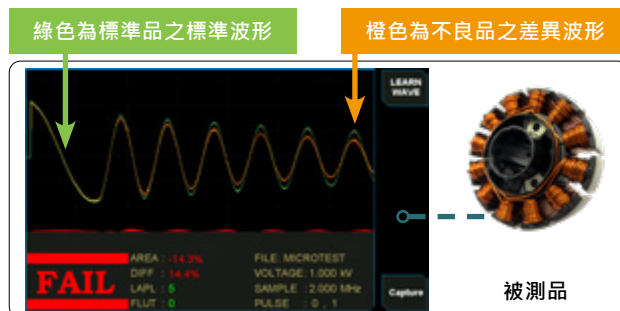 綠色為標準品之標準波形
橙色為不良品之差異波形
LEARN
WAVE
AREA : -14.3%
DIFF : 14.4%
LAPL : 5
FLUT : 0
FAIL
FILE: MICROTEST
VOLTAGE: 1.000 kV
SAMPLE : 2.000 MHz
PULSE : 0 , 1
Capture
被測品